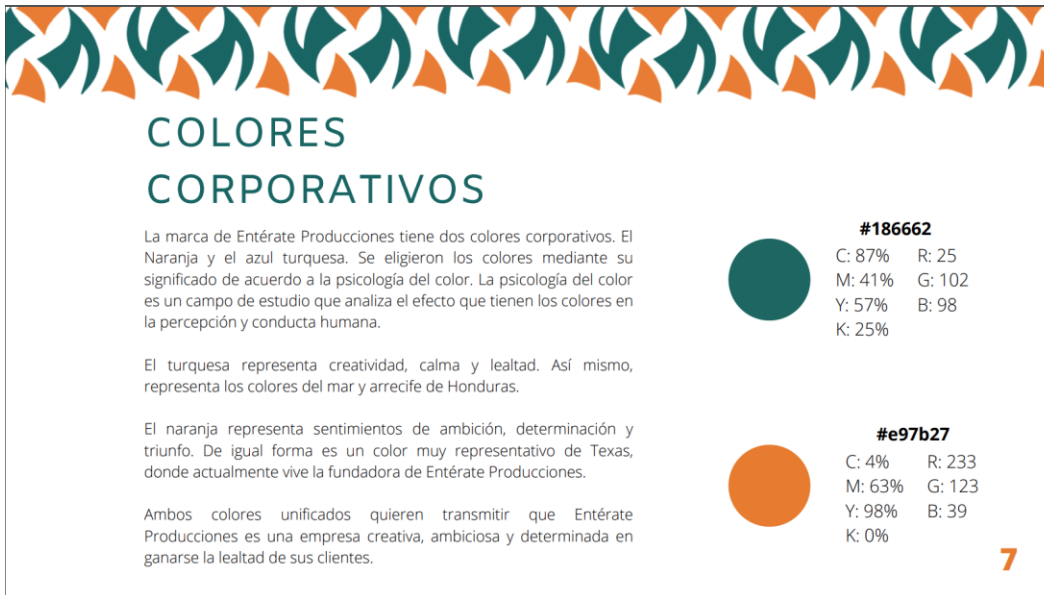 COLORES
CORPORATIVOS
La marca de Entérate Producciones tiene dos colores corporativos. El
Naranja y el azul turquesa. Se eligieron los colores mediante su
significado de acuerdo a la psicología del color. La psicología del color
es un campo de estudio que analiza el efecto que tienen los colores en
la percepción y conducta humana.
El turquesa representa creatividad, calma y lealtad. Así mismo,
representa los colores del mar y arrecife de Honduras.
El naranja representa sentimientos de ambición, determinación y
triunfo. De igual forma es un color muy representativo de Texas,
donde actualmente vive la fundadora de Entérate Producciones.
Ambos colores unificados quieren transmitir que Entérate
Producciones es una empresa creativa, ambiciosa y determinada en
ganarse la lealtad de sus clientes.
#186662
C: 87% R: 25
M: 41% G: 102
Y: 57% B: 98
K: 25%
#e97b27
C: 4% R: 233
M: 63% G: 123
Y: 98% B: 39
K: 0%
7